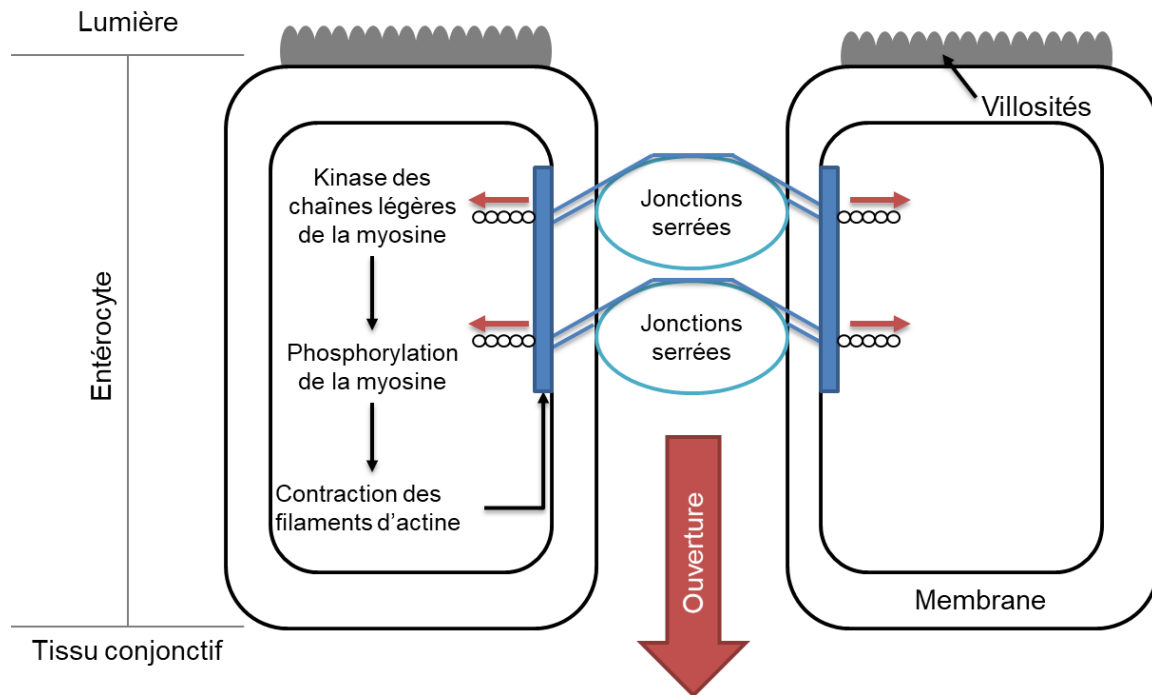 Lumière
Villosités
Entérocyte
Kinase des
chaînes légères
de la myosine
Jonctions
serrées
Phosphorylation
de la myosine
Jonctions
serrées
Contraction des
filaments d’actine
Ouverture
Membrane
Tissu conjonctif